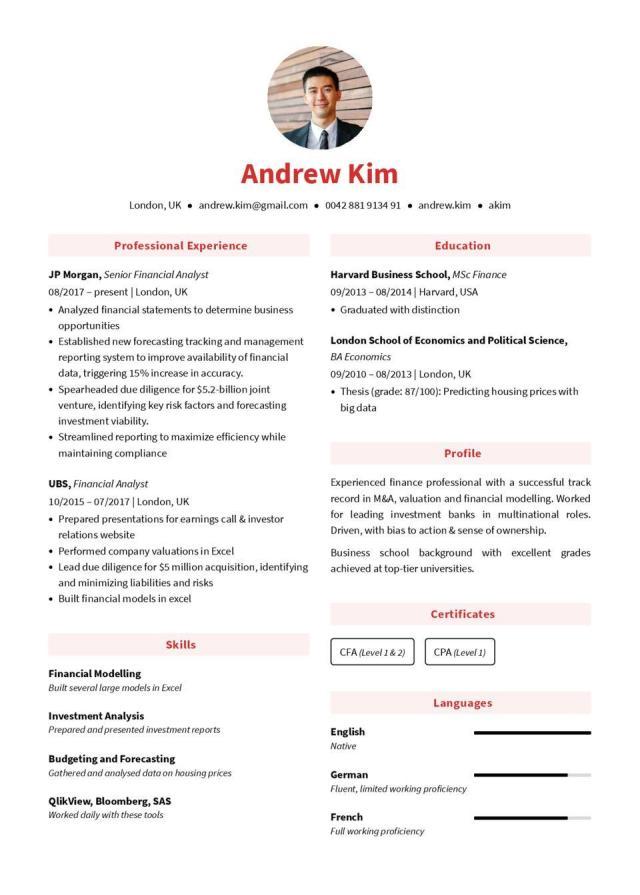 Andrew Kim
London, UK • andrew.kim@gmail.com • 0042 881 9134 91 • andrew.kim • akim
Professional Experience
JP Morgan, Senior Financial Analyst
08/2017 – present | London, UK
• Analyzed financial statements to determine business
opportunities
• Established new forecasting tracking and management
reporting system to improve availability of financial
data, triggering 15% increase in accuracy.
• Spearheaded due diligence for $5.2-billion joint
venture, identifying key risk factors and forecasting
investment viability.
• Streamlined reporting to maximize efficiency while
maintaining compliance
UBS, Financial Analyst
10/2015 – 07/2017 | London, UK
• Prepared presentations for earnings call & investor
relations website
• Performed company valuations in Excel
• Lead due diligence for $5 million acquisition, identifying
and minimizing liabilities and risks
• Built financial models in excel
Skills
Financial Modelling
Built several large models in Excel
Investment Analysis
Prepared and presented investment reports
Budgeting and Forecasting
Gathered and analysed data on housing prices
QlikView, Bloomberg, SAS
Worked daily with these tools
Education
Harvard Business School, MSc Finance
09/2013 – 08/2014 | Harvard, USA
• Graduated with distinction
London School of Economics and Political Science,
BA Economics
09/2010 – 08/2013 | London, UK
• Thesis (grade: 87/100): Predicting housing prices with
big data
Profile
Experienced finance professional with a successful track
record in M&A, valuation and financial modelling. Worked
for leading investment banks in multinational roles.
Driven, with bias to action & sense of ownership.
Business school background with excellent grades
achieved at top-tier universities.
Certificates
CFA (Level 1 & 2)
CPA (Level 1)
Languages
English
Native
German
Fluent, limited working proficiency
French
Full working proficiency